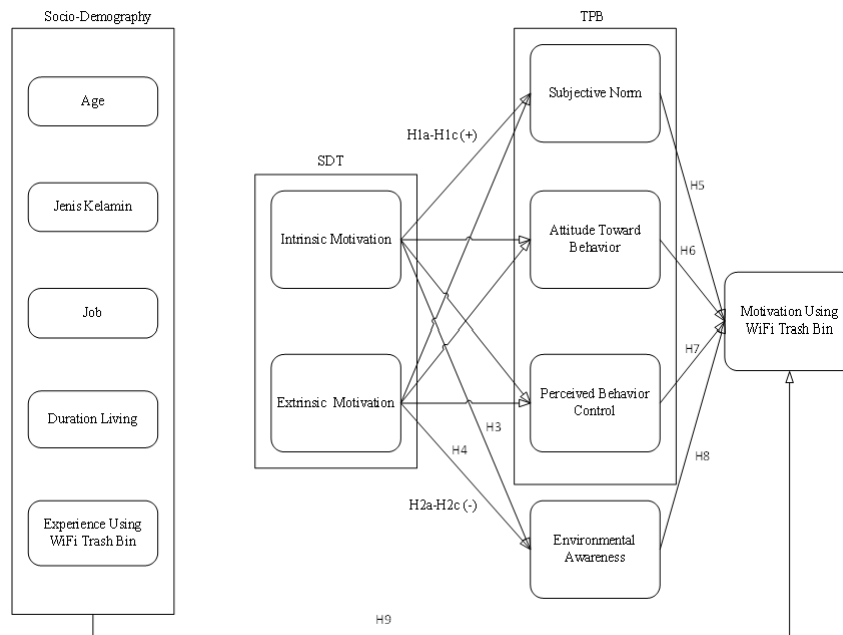 Socio-Demography
Age
Jenis Kelamin
Job
Duration Living
Experience Using
WiFi Trash Bin
SDT
Intrinsic Motivation
Extrinsic Motivation
H1a-H1c (+)
H3
H4
H2a-H2c (-)
TPB
Subjective Norm
Attitude Toward
Behavior
Perceived Behavior
Control
Environmental
Awareness
H5
H6
H7
H8
Motivation Using
WiFi Trash Bin
H9